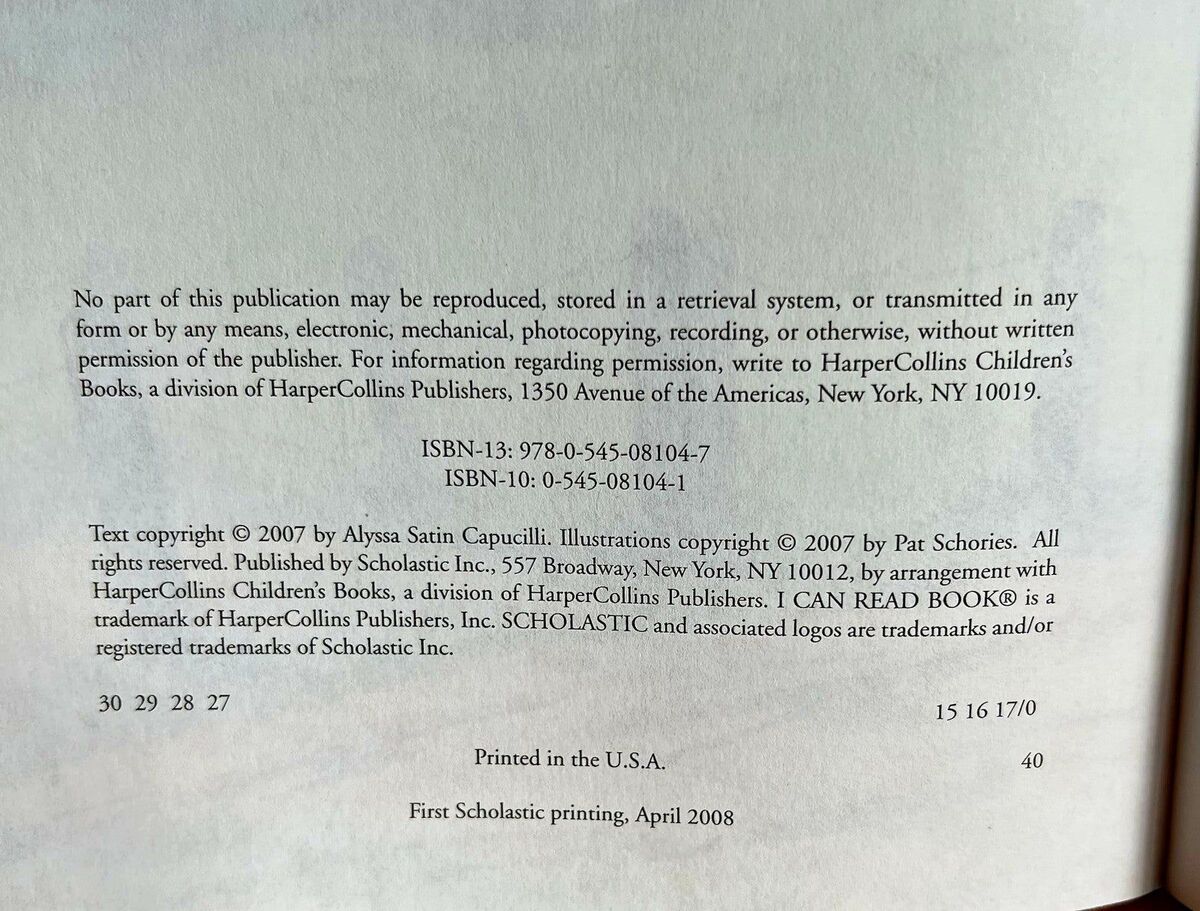 No part of this publication may be reproduced, stored in a retrieval system, or transmitted in any
form or by any means, electronic, mechanical, photocopying, recording, or otherwise, without written
permission of the publisher. For information regarding permission, write to HarperCollins Children's
Books, a division of HarperCollins Publishers, 1350 Avenue of the Americas, New York, NY 10019.
ISBN-13: 978-0-545-08104-7
ISBN-10: 0-545-08104-1
Text copyright © 2007 by Alyssa Satin Capucilli. Illustrations copyright © 2007 by Pat Schories. All
rights reserved. Published by Scholastic Inc., 557 Broadway, New York, NY 10012, by arrangement with
HarperCollins Children's Books, a division of HarperCollins Publishers. I CAN READ BOOK® is a
trademark of HarperCollins Publishers, Inc. SCHOLASTIC and associated logos are trademarks and/or
registered trademarks of Scholastic Inc.
30 29 28 27 15 16 17/0
Printed in the U.S.A. 40
First Scholastic printing, April 2008